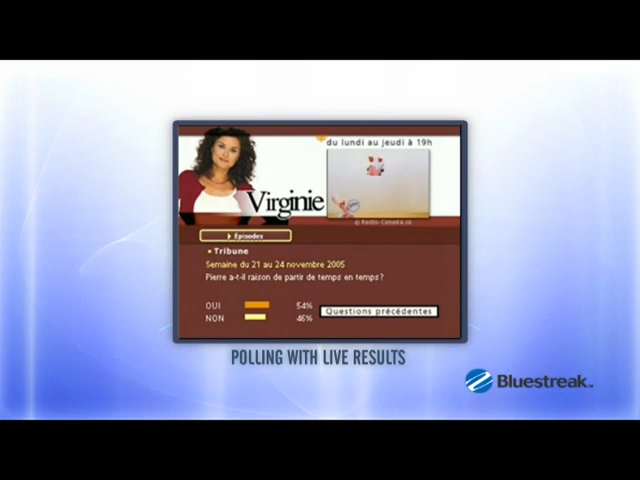 du lundi au jeudi à 19h
Virginie
© Radio-Canada.ca
Épisodes
Tribune
Semaine du 21 au 24 novembre 2005
Pierre a-t-il raison de partir de temps en temps?
OUI 54%
NON 46%
Questions précédentes
POLLING WITH LIVE RESULTS
Bluestreak™